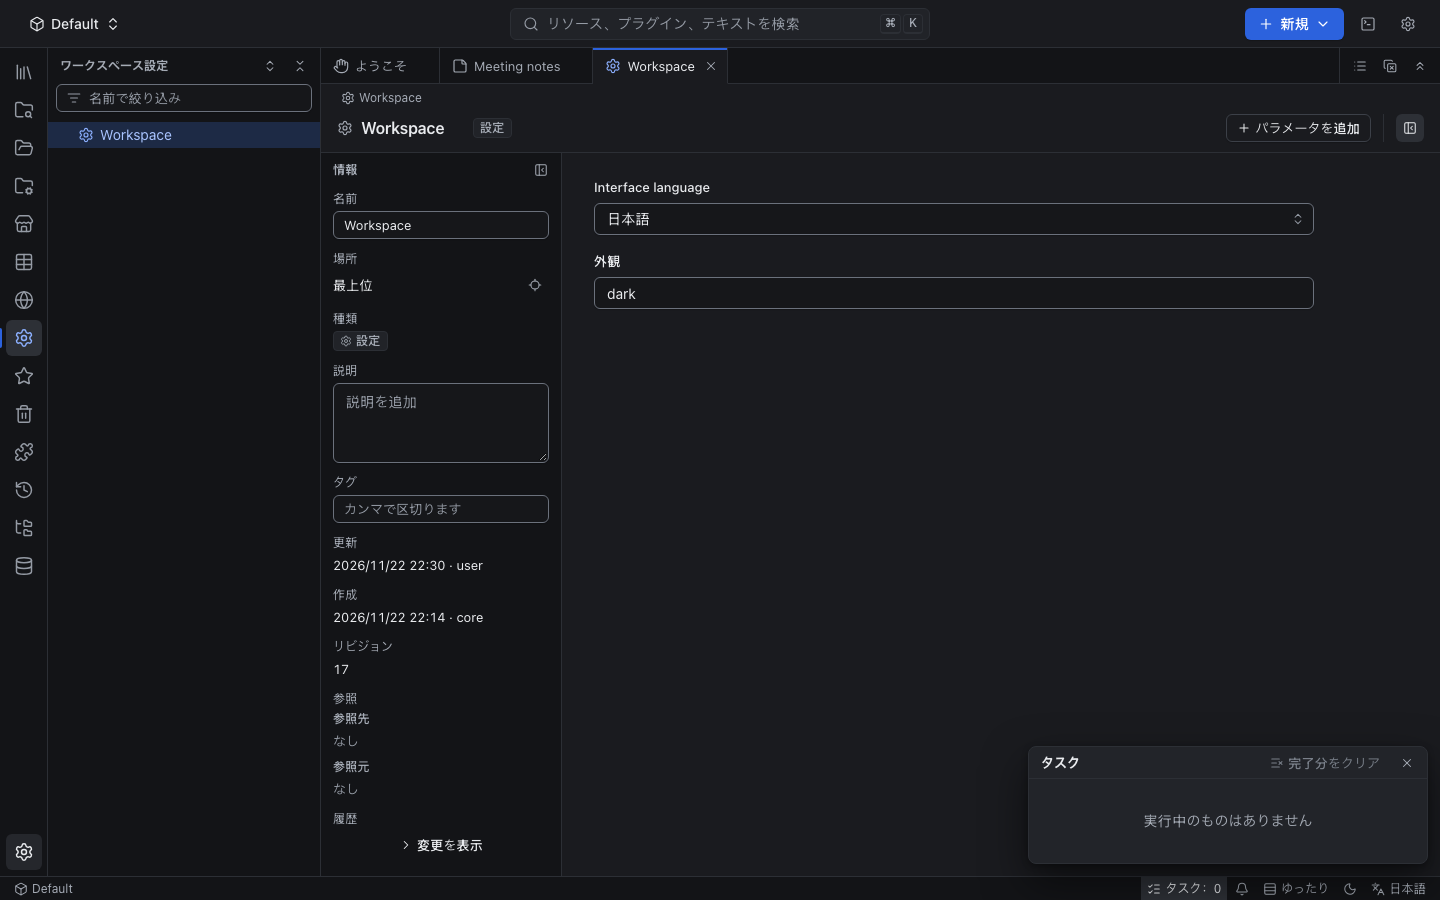 Default
リソース、プラグイン、テキストを検索
⌘ K
新規
ワークスペース設定
ようこそ
Meeting notes
Workspace
名前で絞り込み
Workspace
Workspace
Workspace
設定
パラメータを追加
情報
名前
Workspace
場所
最上位
種類
設定
説明
説明を追加
タグ
カンマで区切ります
更新
2026/11/22 22:30 · user
作成
2026/11/22 22:14 · core
リビジョン
17
参照
参照先
なし
参照元
なし
履歴
変更を表示
Interface language
日本語
外観
dark
タスク
完了分をクリア
実行中のものはありません
Default
タスク: 0
ゆったり
日本語